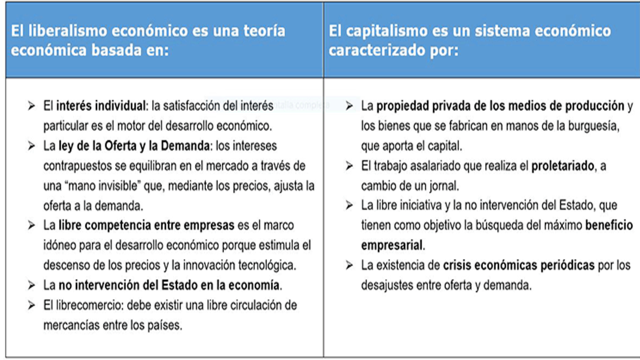 El liberalismo económico es una teoría
económica basada en:
➢ El interés individual: la satisfacción del interés
particular es el motor del desarrollo económico.
➢ La ley de la Oferta y la Demanda: los intereses
contrapuestos se equilibran en el mercado a través de
una “mano invisible” que, mediante los precios, ajusta la
oferta a la demanda.
➢ La libre competencia entre empresas es el marco
idóneo para el desarrollo económico porque estimula el
descenso de los precios y la innovación tecnológica.
➢ La no intervención del Estado en la economía.
➢ El librecomercio: debe existir una libre circulación de
mercancías entre los países.
El capitalismo es un sistema económico
caracterizado por:
➢ La propiedad privada de los medios de producción y
los bienes que se fabrican en manos de la burguesía,
que aporta el capital.
➢ El trabajo asalariado que realiza el proletariado, a
cambio de un jornal.
➢ La libre iniciativa y la no intervención del Estado, que
tienen como objetivo la búsqueda del máximo beneficio
empresarial.
➢ La existencia de crisis económicas periódicas por los
desajustes entre oferta y demanda.